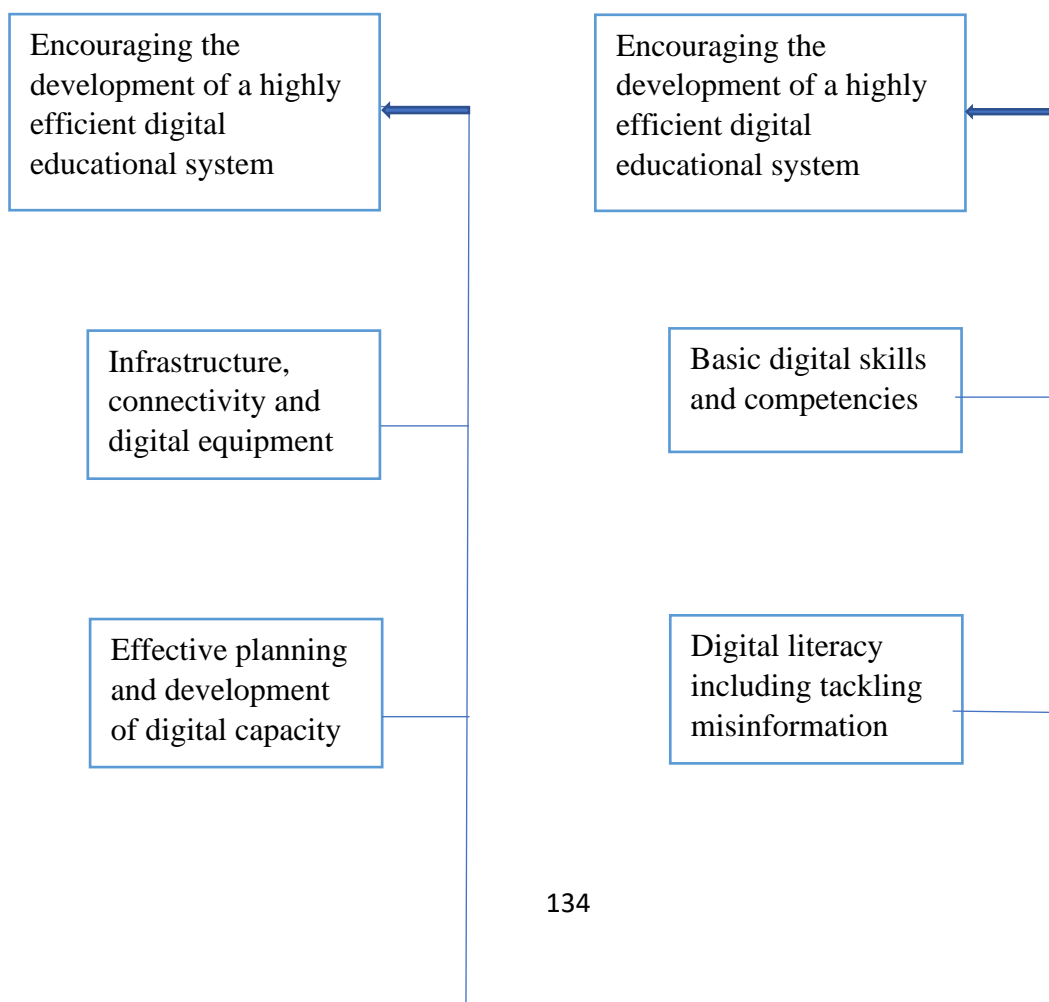 Encouraging the
development of a highly
efficient digital
educational system
Encouraging the
development of a highly
efficient digital
educational system
Infrastructure,
connectivity and
digital equipment
Basic digital skills
and competencies
Effective planning
and development
of digital capacity
Digital literacy
including tackling
misinformation
134